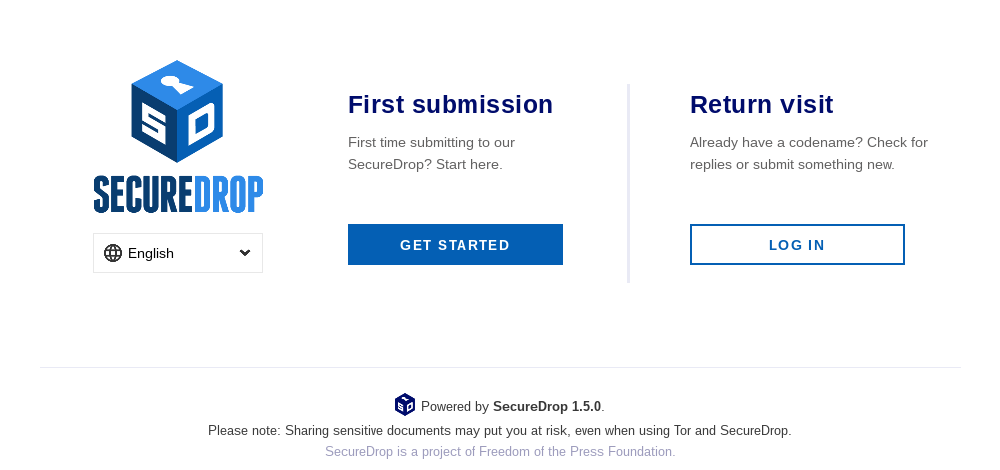 SD
SECUREDROP
English
First submission
First time submitting to our
SecureDrop? Start here.
GET STARTED
Return visit
Already have a codename? Check for
replies or submit something new.
LOG IN
Powered by SecureDrop 1.5.0.
Please note: Sharing sensitive documents may put you at risk, even when using Tor and SecureDrop.
SecureDrop is a project of Freedom of the Press Foundation.